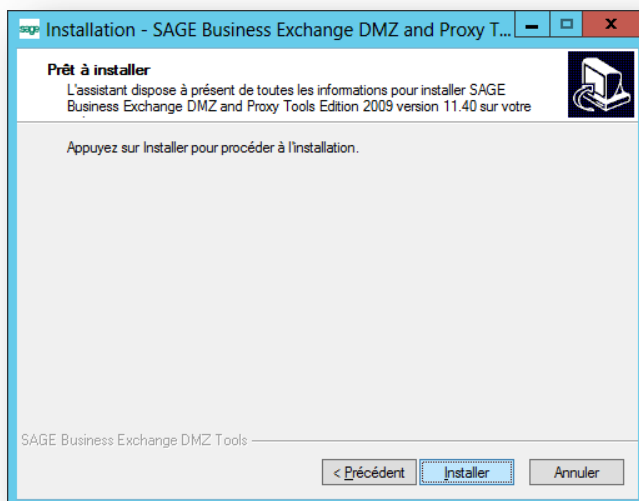 sage Installation - SAGE Business Exchange DMZ and Proxy T...
Prêt à installer
L'assistant dispose à présent de toutes les informations pour installer SAGE
Business Exchange DMZ and Proxy Tools Edition 2009 version 11.40 sur votre
Appuyez sur Installer pour procéder à l'installation.
SAGE Business Exchange DMZ Tools
< Précédent Installer Annuler